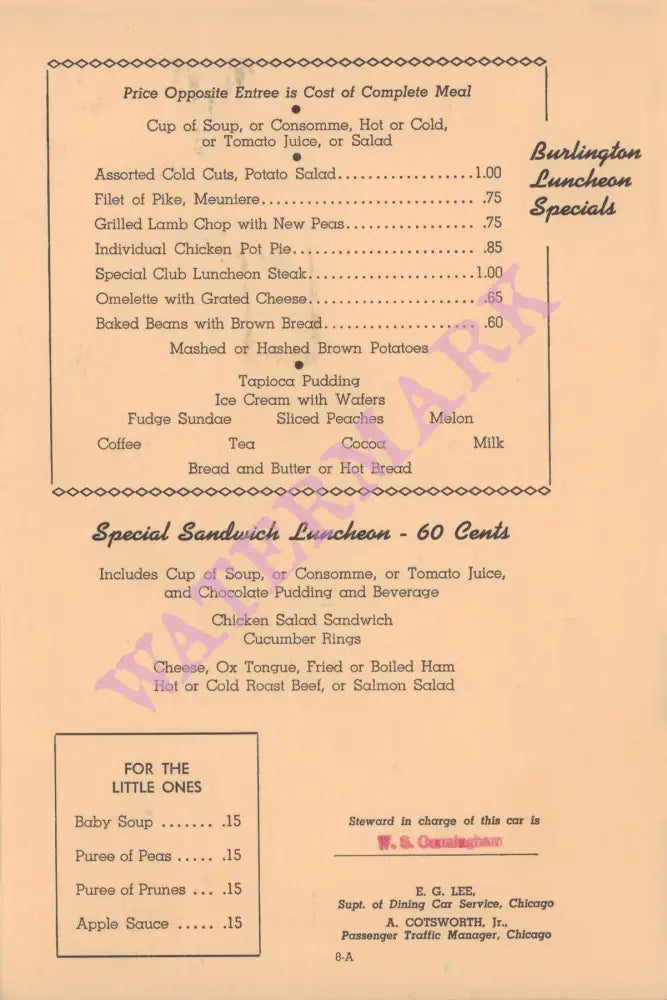 Price Opposite Entree is Cost of Complete Meal
Cup of Soup, or Consomme, Hot or Cold,
or Tomato Juice, or Salad
Assorted Cold Cuts, Potato Salad..................1.00
Filet of Pike, Meuniere............................ .75
Grilled Lamb Chop with New Peas................. .75
Individual Chicken Pot Pie........................ .85
Special Club Luncheon Steak......................1.00
Omelette with Grated Cheese...................... .65
Baked Beans with Brown Bread.................... .60
Mashed or Hashed Brown Potatoes
Tapioca Pudding
Ice Cream with Wafers
Fudge Sundae Sliced Peaches Melon
Coffee Tea Cocoa Milk
Bread and Butter or Hot Bread
Burlington
Luncheon
Specials
Special Sandwich Luncheon - 60 Cents
Includes Cup of Soup, or Consomme, or Tomato Juice,
and Chocolate Pudding and Beverage
Chicken Salad Sandwich
Cucumber Rings
Cheese, Ox Tongue, Fried or Boiled Ham
Hot or Cold Roast Beef, or Salmon Salad
WATERMARK
FOR THE
LITTLE ONES
Baby Soup ....... .15
Puree of Peas ..... .15
Puree of Prunes ... .15
Apple Sauce ..... .15
Steward in charge of this car is
W. S. Cunningham
E. G. LEE,
Supt. of Dining Car Service, Chicago
A. COTSWORTH, Jr.,
Passenger Traffic Manager, Chicago
8-A